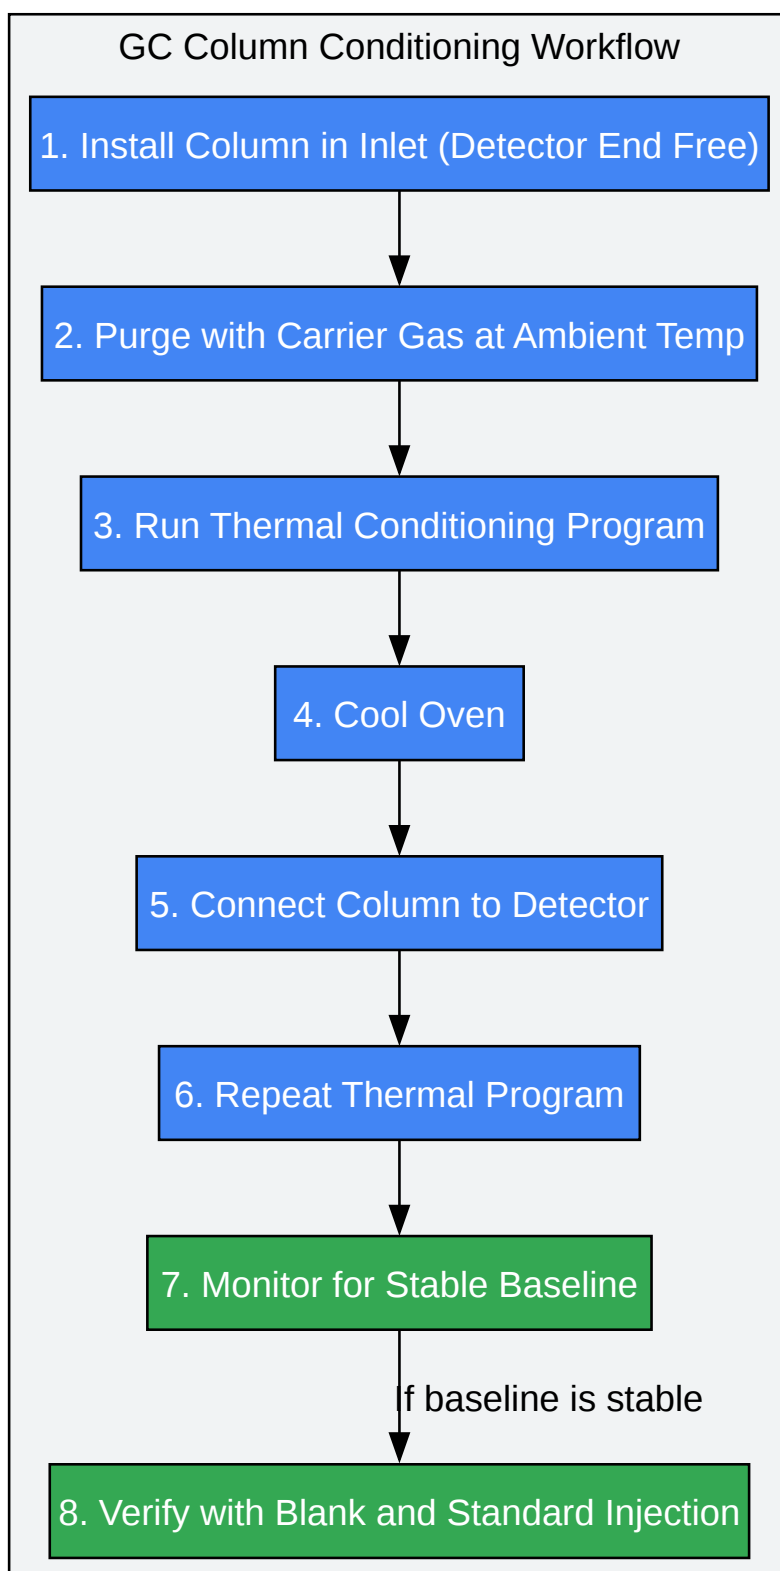 GC Column Conditioning Workflow
1. Install Column in Inlet (Detector End Free)
2. Purge with Carrier Gas at Ambient Temp
3. Run Thermal Conditioning Program
4. Cool Oven
5. Connect Column to Detector
6. Repeat Thermal Program
7. Monitor for Stable Baseline
If baseline is stable
8. Verify with Blank and Standard Injection